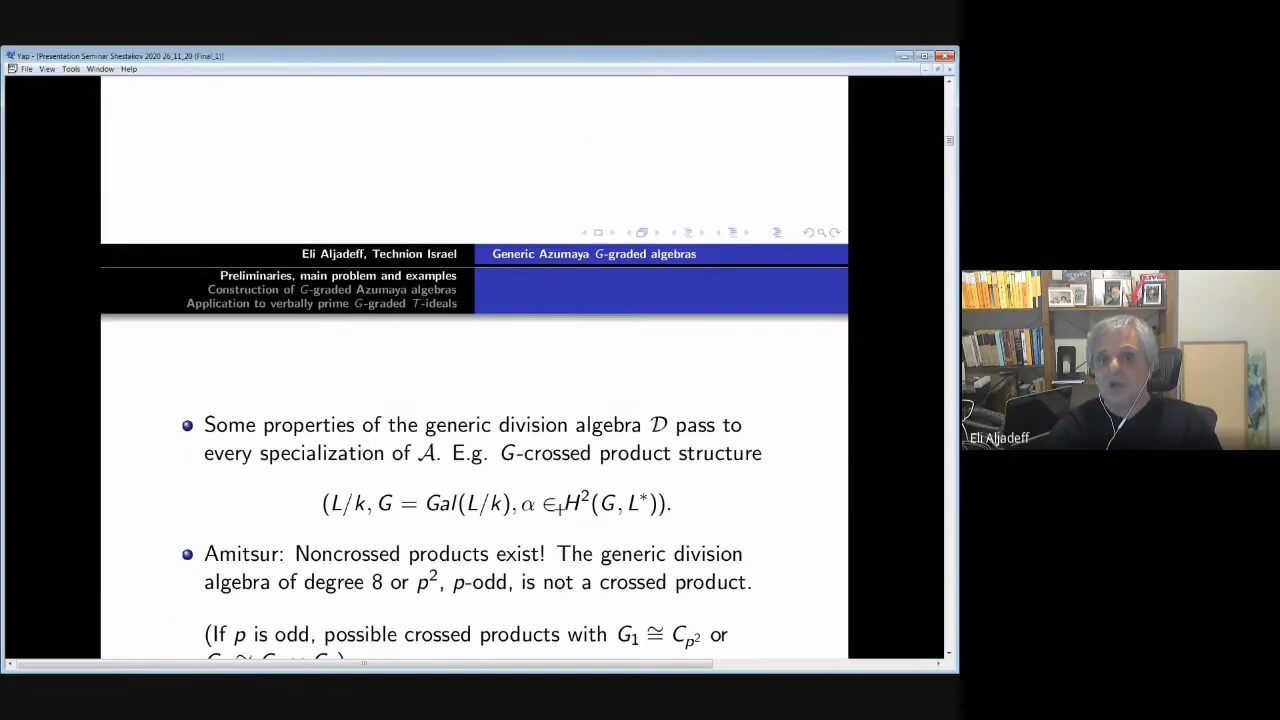 Yap - [Presentation Seminar Shestakov 2020 26_11_20 (Final_1)]
File View Tools Window Help
Eli Aljadeff, Technion Israel
Generic Azumaya G-graded algebras
Preliminaries, main problem and examples
Construction of G-graded Azumaya algebras
Application to verbally prime G-graded T-ideals
Some properties of the generic division algebra 𝒟 pass to
every specialization of 𝒜. E.g. G-crossed product structure
(L/k, G = Gal(L/k), α ∈ H²(G, L*)).
Amitsur: Noncrossed products exist! The generic division
algebra of degree 8 or p², p-odd, is not a crossed product.
(If p is odd, possible crossed products with G₁ ≅ C_{p²} or
Eli Aljadeff